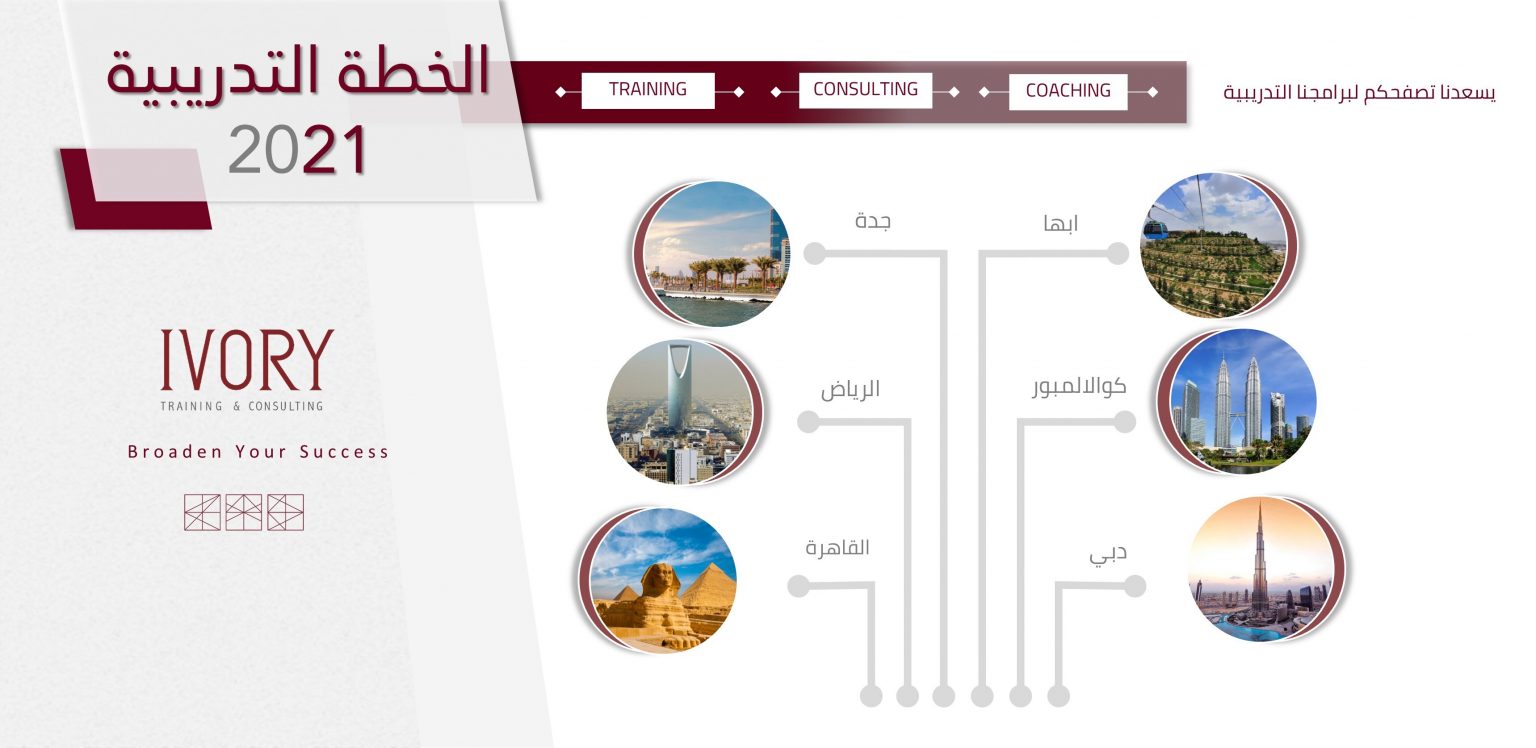 الخطة التدريبية
2021
TRAINING
CONSULTING
COACHING
يسعدنا تصفحكم لبرامجنا التدريبية
IVORY
TRAINING & CONSULTING
Broaden Your Success
جدة
ابها
الرياض
كوالالمبور
القاهرة
دبي